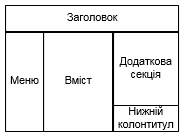 Заголовок
Меню
Вміст
Додаткова
секція
Нижній
колонтитул